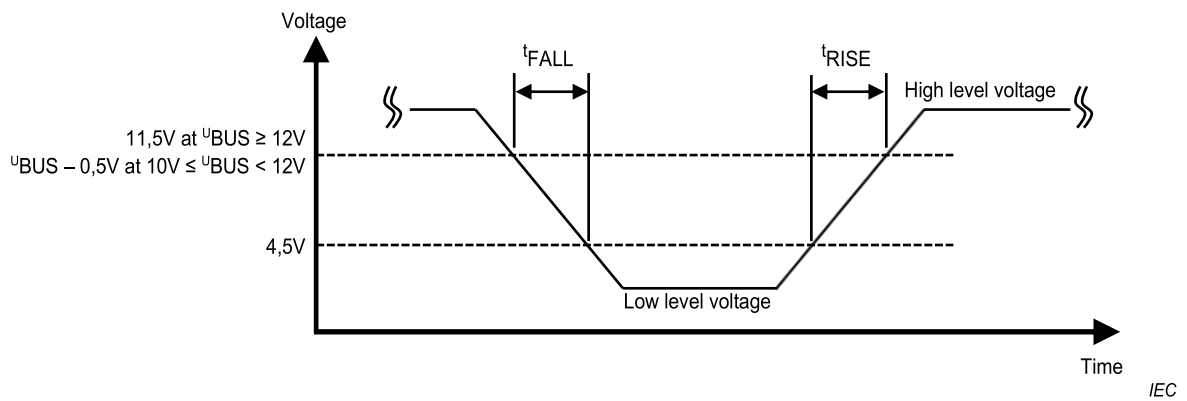 Voltage
tFALL
tRISE
High level voltage
11,5V at UBUS ≥ 12V
UBUS – 0,5V at 10V ≤ UBUS < 12V
4,5V
Low level voltage
Time
IEC